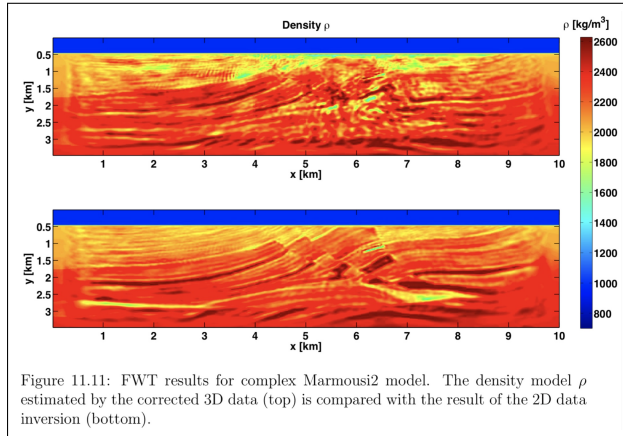 Density ρ
ρ [kg/m³]
0.5
1
1.5
2
2.5
3
y [km]
1 2 3 4 5 6 7 8 9 10
x [km]
2600
2400
2200
2000
1800
1600
1400
1200
1000
800
0.5
1
1.5
2
2.5
3
y [km]
1 2 3 4 5 6 7 8 9 10
x [km]
Figure 11.11: FWT results for complex Marmousi2 model. The density model ρ
estimated by the corrected 3D data (top) is compared with the result of the 2D data
inversion (bottom).